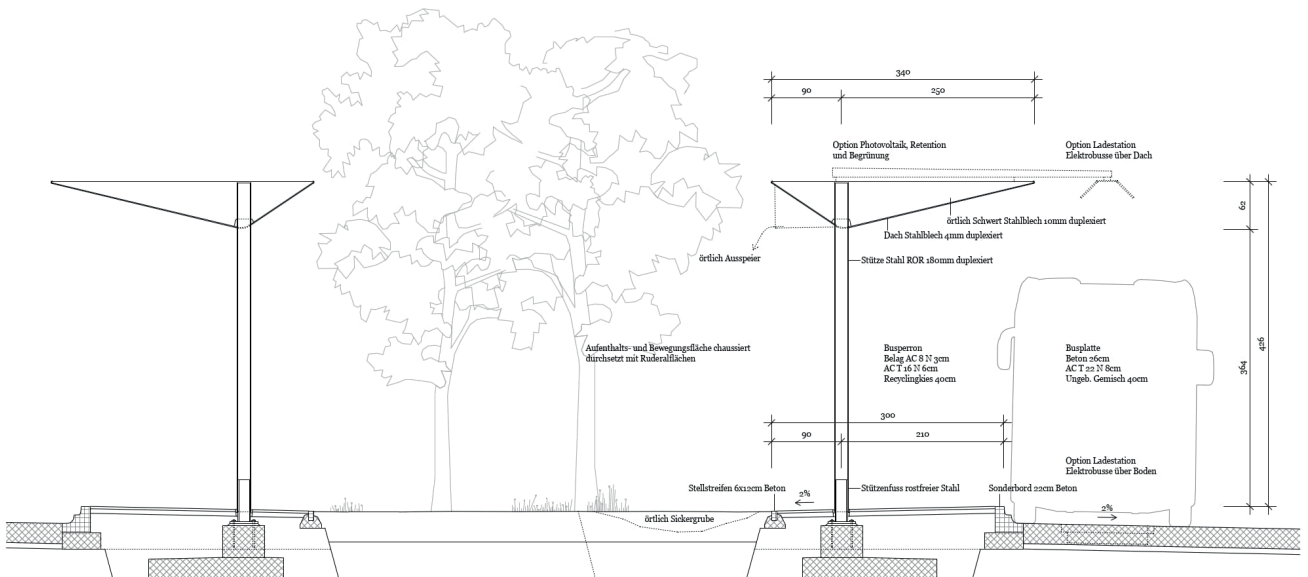 340
90
250
Option Photovoltaik, Retention
und Begrünung
Option Ladestation
Elektrobusse über Dach
62
örtlich Schwert Stahlblech 10mm duplexiert
Dach Stahlblech 4mm duplexiert
örtlich Ausspeier
Stütze Stahl ROR 180mm duplexiert
Aufenthalts- und Bewegungsfläche chaussiert
durchsetzt mit Ruderalflächen
Busperron
Belag AC 8 N 3cm
AC T 16 N 6cm
Recyclingkies 40cm
Busplatte
Beton 26cm
AC T 22 N 8cm
Ungeb. Gemisch 40cm
364
426
300
90
210
Option Ladestation
Elektrobusse über Boden
Stellstreifen 6x12cm Beton
2%
Stützenfuss rostfreier Stahl
Sonderbord 22cm Beton
2%
örtlich Sickergrube